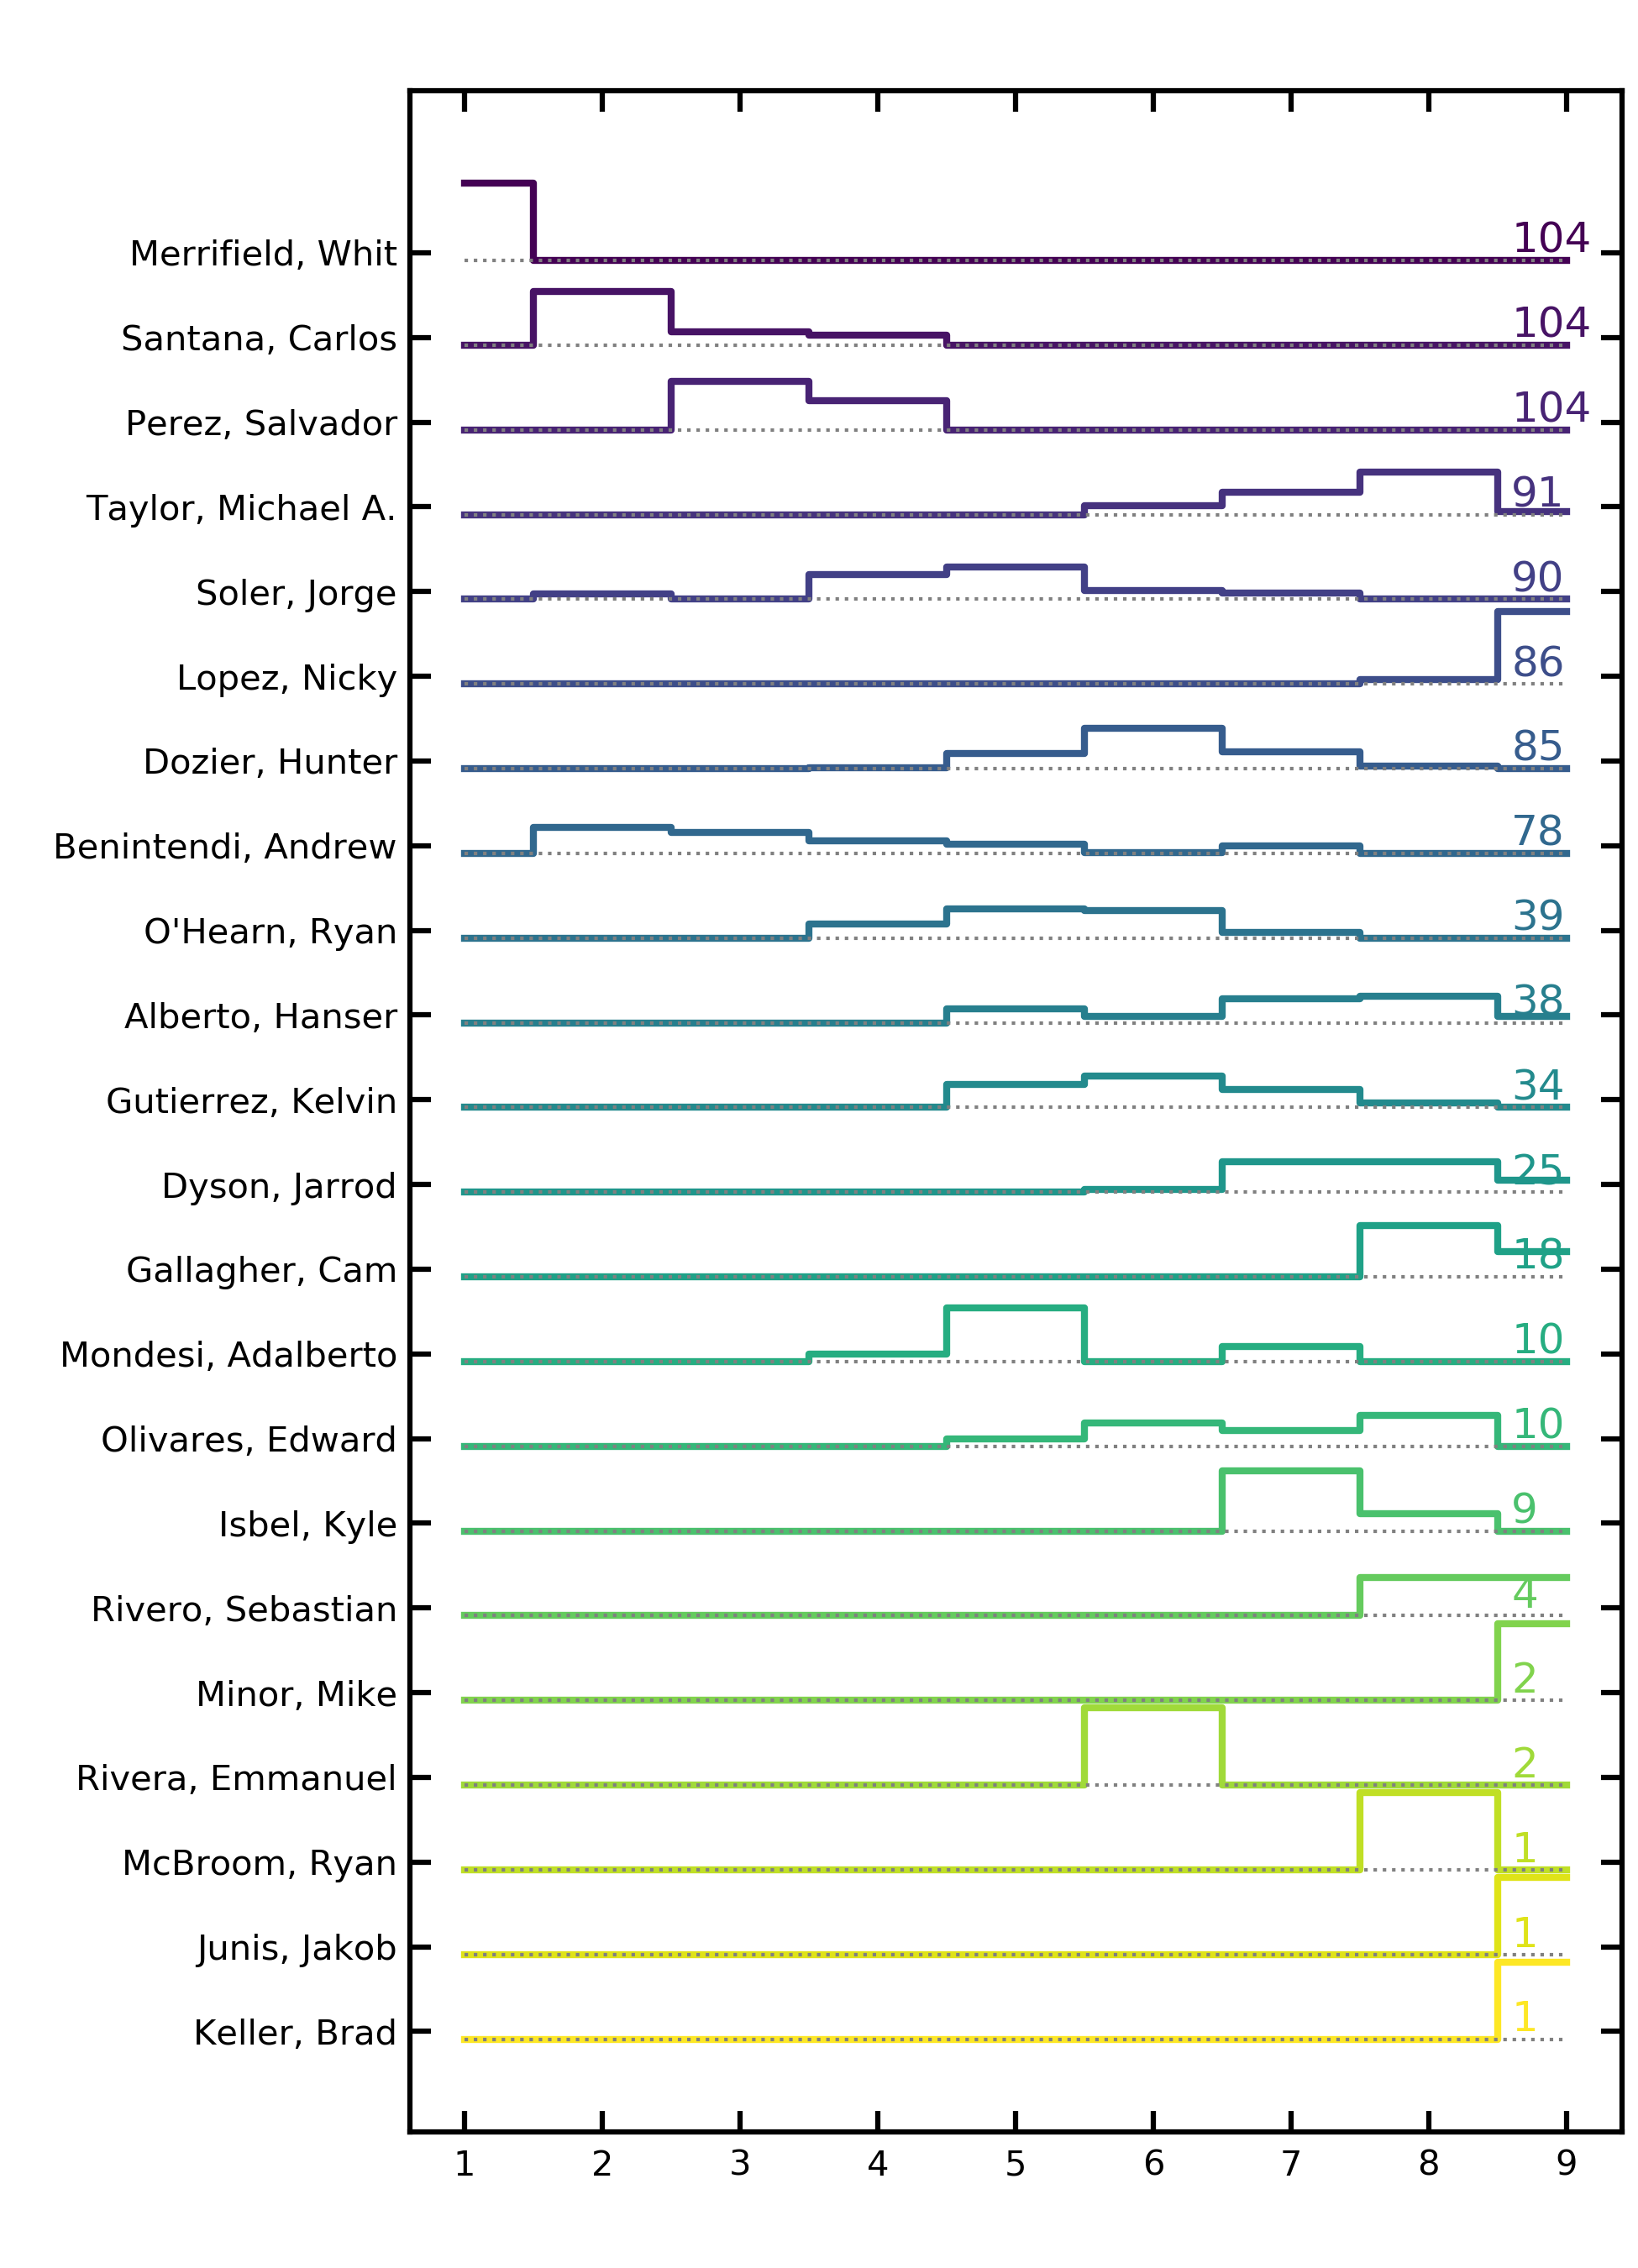 Merrifield, Whit 104
Santana, Carlos 104
Perez, Salvador 104
Taylor, Michael A. 91
Soler, Jorge 90
Lopez, Nicky 86
Dozier, Hunter 85
Benintendi, Andrew 78
O'Hearn, Ryan 39
Alberto, Hanser 38
Gutierrez, Kelvin 34
Dyson, Jarrod 25
Gallagher, Cam 18
Mondesi, Adalberto 10
Olivares, Edward 10
Isbel, Kyle 9
Rivero, Sebastian 4
Minor, Mike 2
Rivera, Emmanuel 2
McBroom, Ryan 1
Junis, Jakob 1
Keller, Brad 1
1 2 3 4 5 6 7 8 9